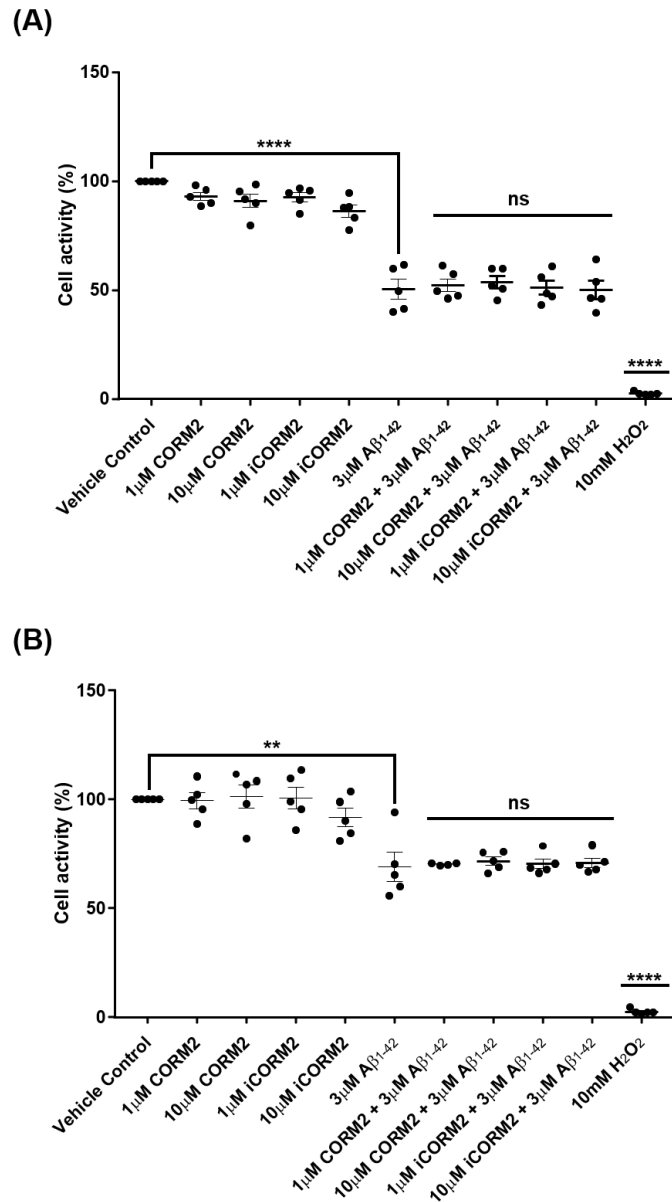 (A)
150
100
50
0
Cell activity (%)
****
ns
****
Vehicle Control
1μM CORM2
10μM CORM2
1μM iCORM2
10μM iCORM2
3μM Aβ1-42
1μM CORM2 + 3μM Aβ1-42
10μM CORM2 + 3μM Aβ1-42
1μM iCORM2 + 3μM Aβ1-42
10μM iCORM2 + 3μM Aβ1-42
10mM H2O2
(B)
150
100
50
0
Cell activity (%)
**
ns
****
Vehicle Control
1μM CORM2
10μM CORM2
1μM iCORM2
10μM iCORM2
3μM Aβ1-42
1μM CORM2 + 3μM Aβ1-42
10μM CORM2 + 3μM Aβ1-42
1μM iCORM2 + 3μM Aβ1-42
10μM iCORM2 + 3μM Aβ1-42
10mM H2O2